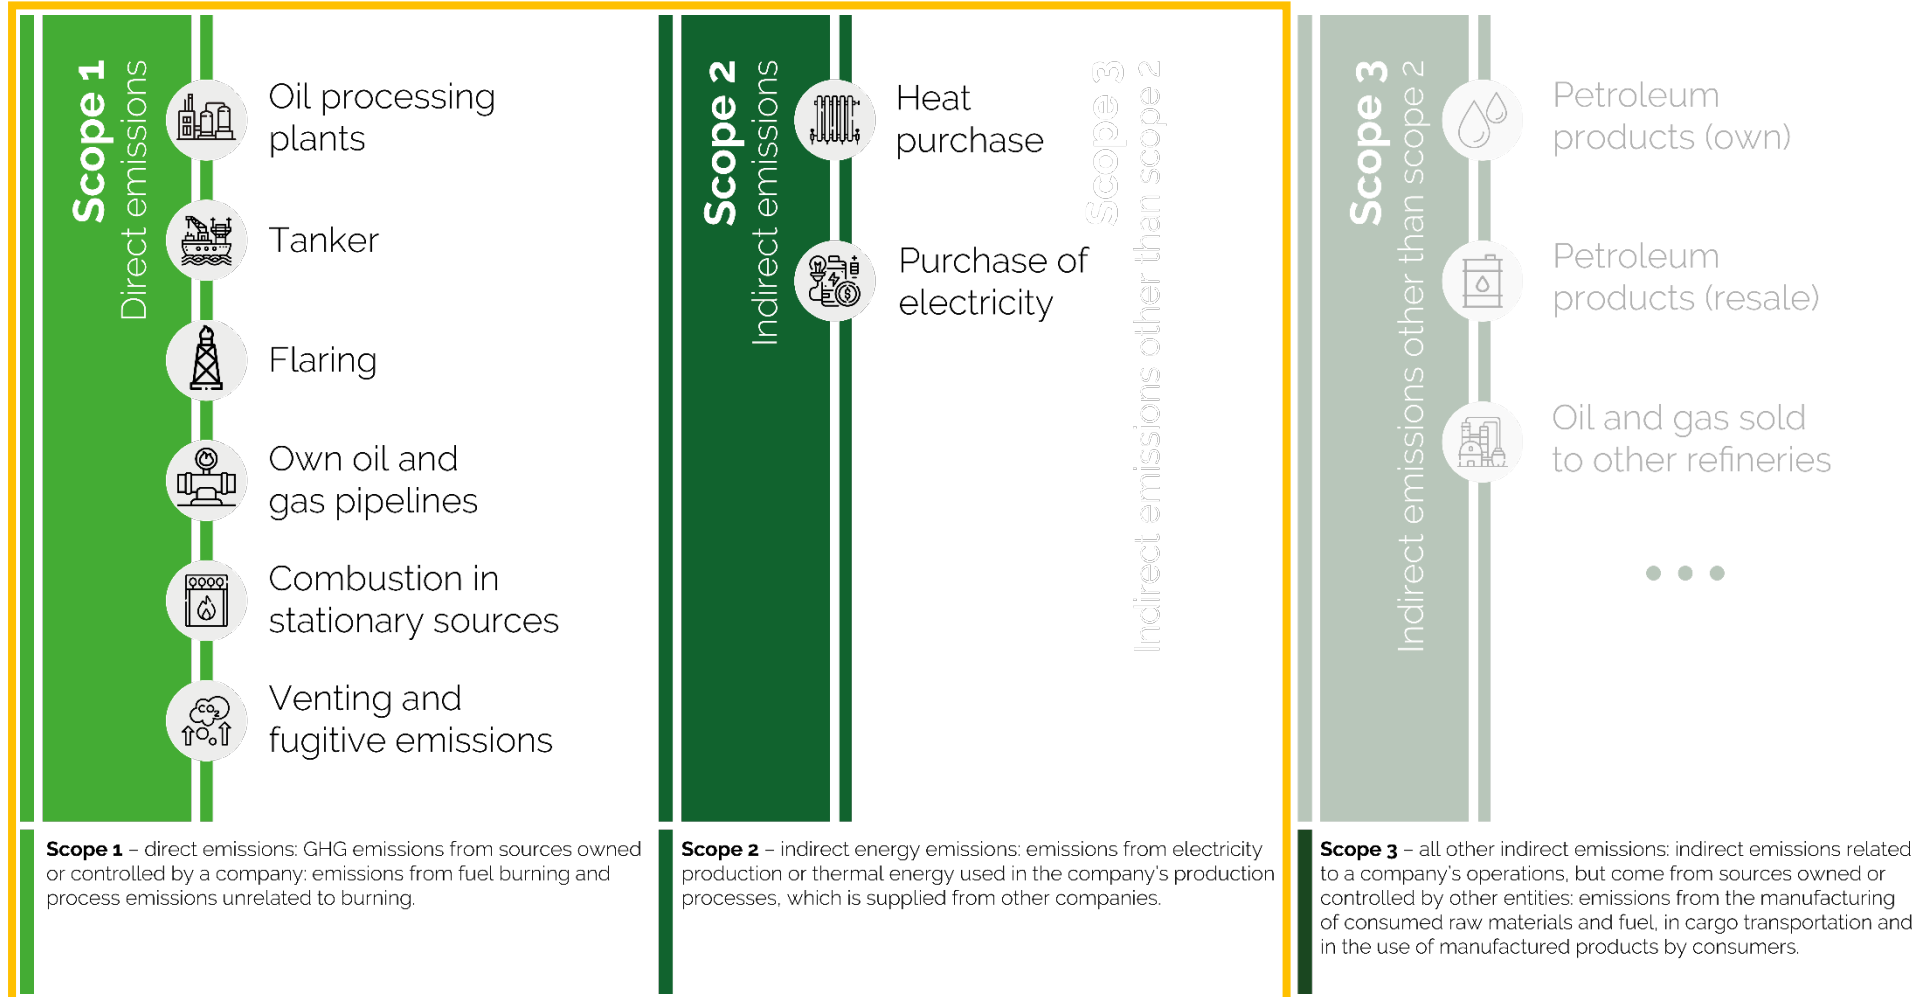 Scope 1
Direct emissions
Oil processing
plants
Tanker
Flaring
Own oil and
gas pipelines
Combustion in
stationary sources
CO₂
Venting and
fugitive emissions
Scope 1 – direct emissions: GHG emissions from sources owned
or controlled by a company: emissions from fuel burning and
process emissions unrelated to burning.
Scope 2
Indirect emissions
Heat
purchase
Purchase of
electricity
$
Scope 3
Indirect emissions other than scope 2
Scope 2 – indirect energy emissions: emissions from electricity
production or thermal energy used in the company's production
processes, which is supplied from other companies.
Scope 3
Indirect emissions other than scope 2
Petroleum
products (own)
Petroleum
products (resale)
Oil and gas sold
to other refineries
Scope 3 – all other indirect emissions: indirect emissions related
to a company's operations, but come from sources owned or
controlled by other entities: emissions from the manufacturing
of consumed raw materials and fuel, in cargo transportation and
in the use of manufactured products by consumers.